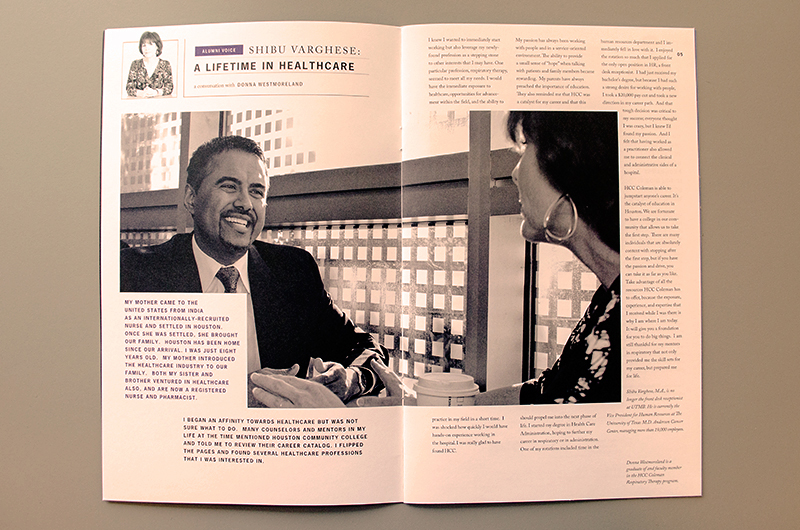 ALUMNI VOICE
SHIBU VARGHESE:
A LIFETIME IN HEALTHCARE
a conversation with DONNA WESTMORELAND
MY MOTHER CAME TO THE
UNITED STATES FROM INDIA
AS AN INTERNATIONALLY-RECRUITED
NURSE AND SETTLED IN HOUSTON.
ONCE SHE WAS SETTLED, SHE BROUGHT
OUR FAMILY. HOUSTON HAS BEEN HOME
SINCE OUR ARRIVAL. I WAS JUST EIGHT
YEARS OLD. MY MOTHER INTRODUCED
THE HEALTHCARE INDUSTRY TO OUR
FAMILY. BOTH MY SISTER AND
BROTHER VENTURED IN HEALTHCARE
ALSO, AND ARE NOW A REGISTERED
NURSE AND PHARMACIST.
I BEGAN AN AFFINITY TOWARDS HEALTHCARE BUT WAS NOT
SURE WHAT TO DO. MANY COUNSELORS AND MENTORS IN MY
LIFE AT THE TIME MENTIONED HOUSTON COMMUNITY COLLEGE
AND TOLD ME TO REVIEW THEIR CAREER CATALOG. I FLIPPED
THE PAGES AND FOUND SEVERAL HEALTHCARE PROFESSIONS
THAT I WAS INTERESTED IN.
I knew I wanted to immediately start
working but also leverage my newly-
found profession as a stepping stone
to other interests that I may have. One
particular profession, respiratory therapy,
seemed to meet all my needs. I would
have the immediate exposure to
healthcare, opportunities for advance-
ment within the field, and the ability to
practice in my field in a short time. I
was shocked how quickly I would have
hands-on experience working in
the hospital. I was really glad to have
found HCC.
My passion has always been working
with people and in a service-oriented
environment. The ability to provide
a small sense of "hope" when talking
with patients and family members became
rewarding. My parents have always
preached the importance of education.
They also reminded me that HCC was
a catalyst for my career and that this
should propel me into the next phase of
life. I started my degree in Health Care
Administration, hoping to further my
career in respiratory or in administration.
One of my rotations included time in the
human resources department and I im-
mediately fell in love with it. I enjoyed
the rotation so much that I applied for
the only open position in HR, a front
desk receptionist. I had just received my
bachelor's degree, but because I had such
a strong desire for working with people,
I took a $20,000 pay cut and took a new
direction in my career path. And that
tough decision was critical to
my success; everyone thought
I was crazy, but I knew I'd
found my passion. And I
felt that having worked as
a practitioner also allowed
me to connect the clinical
and administrative sides of a
hospital.
HCC Coleman is able to
jumpstart anyone's career. It's
the catalyst of education in
Houston. We are fortunate
to have a college in our com-
munity that allows us to take
the first step. There are many
individuals that are absolutely
content with stopping after
the first step, but if you have
the passion and drive, you
can take it as far as you like.
Take advantage of all the
resources HCC Coleman has
to offer, because the exposure,
experience, and expertise that
I received while I was there is
why I am where I am today.
It will give you a foundation
for you to do big things. I am
still thankful for my mentors
in respiratory that not only
provided me the skill sets for
my career, but prepared me
for life.
Shibu Varghese, M.A., is no
longer the front desk receptionist
at UTMB. He is currently the
Vice President for Human Resources at The
University of Texas M.D. Anderson Cancer
Center, managing more than 19,000 employees.
Donna Westmoreland is a
graduate of and faculty member
in the HCC Coleman
Respiratory Therapy program.